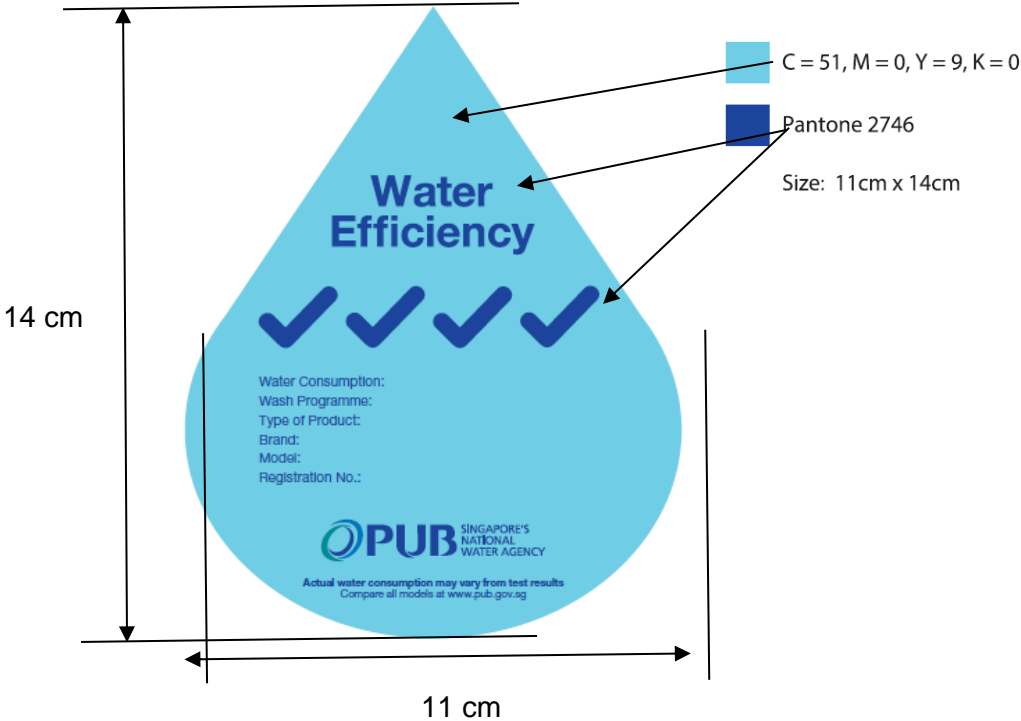 C = 51, M = 0, Y = 9, K = 0
Pantone 2746
Size: 11cm x 14cm
Water
Efficiency
14 cm
Water Consumption:
Wash Programme:
Type of Product:
Brand:
Model:
Registration No.:
PUB SINGAPORE'S
NATIONAL
WATER AGENCY
Actual water consumption may vary from test results
Compare all models at www.pub.gov.sg
11 cm